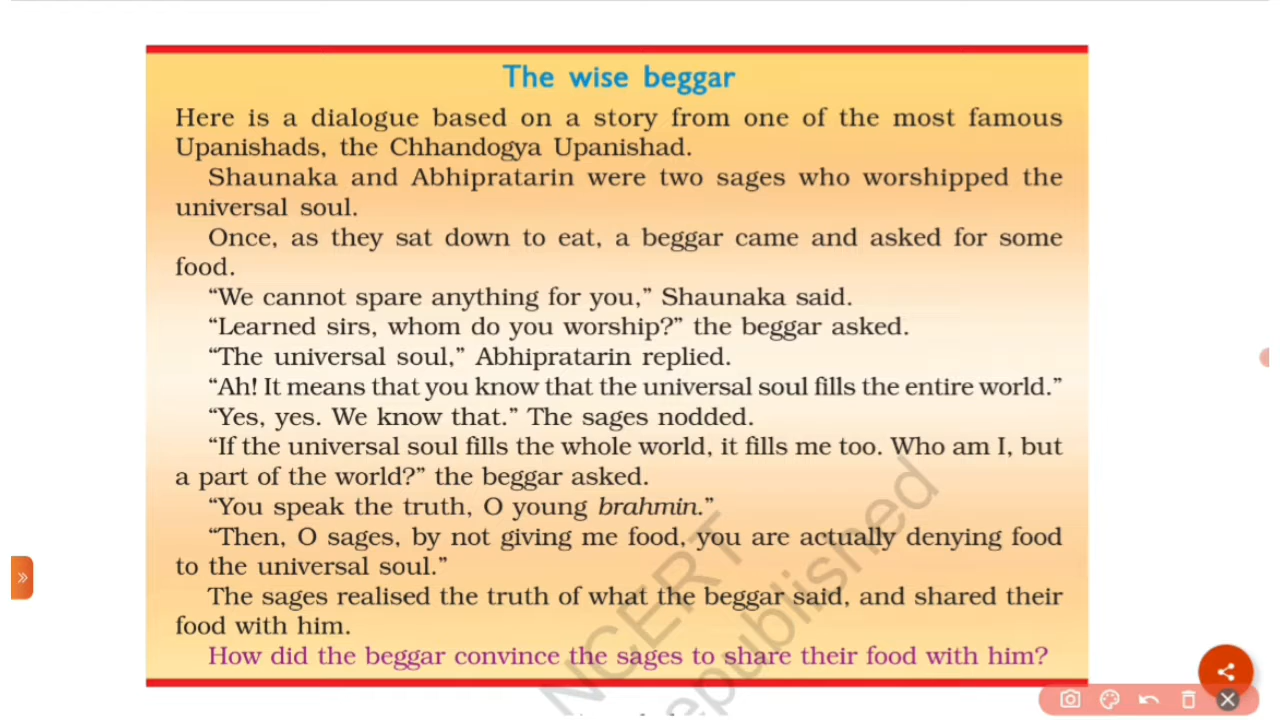 The wise beggar
Here is a dialogue based on a story from one of the most famous
Upanishads, the Chhandogya Upanishad.
Shaunaka and Abhipratarin were two sages who worshipped the
universal soul.
Once, as they sat down to eat, a beggar came and asked for some
food.
“We cannot spare anything for you,” Shaunaka said.
“Learned sirs, whom do you worship?” the beggar asked.
“The universal soul,” Abhipratarin replied.
“Ah! It means that you know that the universal soul fills the entire world.”
“Yes, yes. We know that.” The sages nodded.
“If the universal soul fills the whole world, it fills me too. Who am I, but
a part of the world?” the beggar asked.
“You speak the truth, O young brahmin.”
“Then, O sages, by not giving me food, you are actually denying food
to the universal soul.”
The sages realised the truth of what the beggar said, and shared their
food with him.
How did the beggar convince the sages to share their food with him?
NCERT
republished